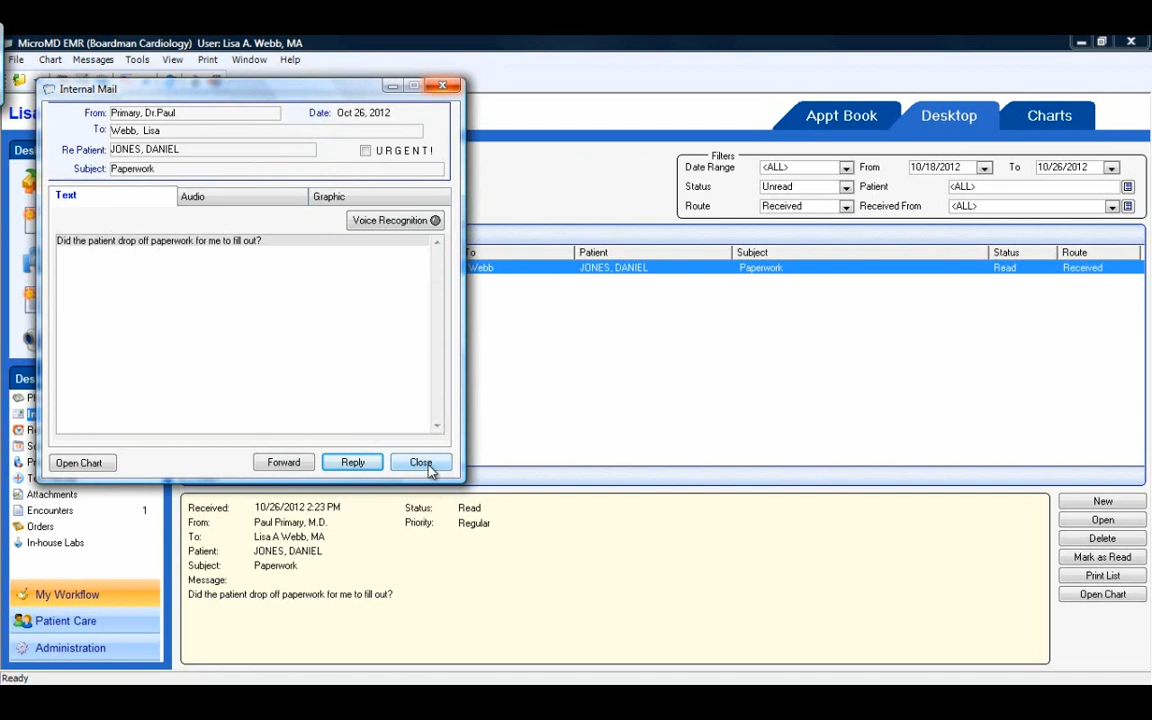 MicroMD EMR (Boardman Cardiology) User: Lisa A. Webb, MA
File Chart Messages Tools View Print Window Help
Internal Mail
From: Primary, Dr.Paul Date: Oct 26, 2012
To: Webb, Lisa
Re Patient: JONES, DANIEL URGENT!
Subject: Paperwork
Text Audio Graphic
Voice Recognition
Did the patient drop off paperwork for me to fill out?
Open Chart Forward Reply Close
Lisa
Appt Book Desktop Charts
Filters
Date Range <ALL> From 10/18/2012 To 10/26/2012
Status Unread Patient <ALL>
Route Received Received From <ALL>
To Patient Subject Status Route
Webb JONES, DANIEL Paperwork Read Received
Des
Des
Attachments
Encounters 1
Orders
In-house Labs
My Workflow
Patient Care
Administration
Received: 10/26/2012 2:23 PM Status: Read
From: Paul Primary, M.D. Priority: Regular
To: Lisa A Webb, MA
Patient: JONES, DANIEL
Subject: Paperwork
Message:
Did the patient drop off paperwork for me to fill out?
New
Open
Delete
Mark as Read
Print List
Open Chart
Ready